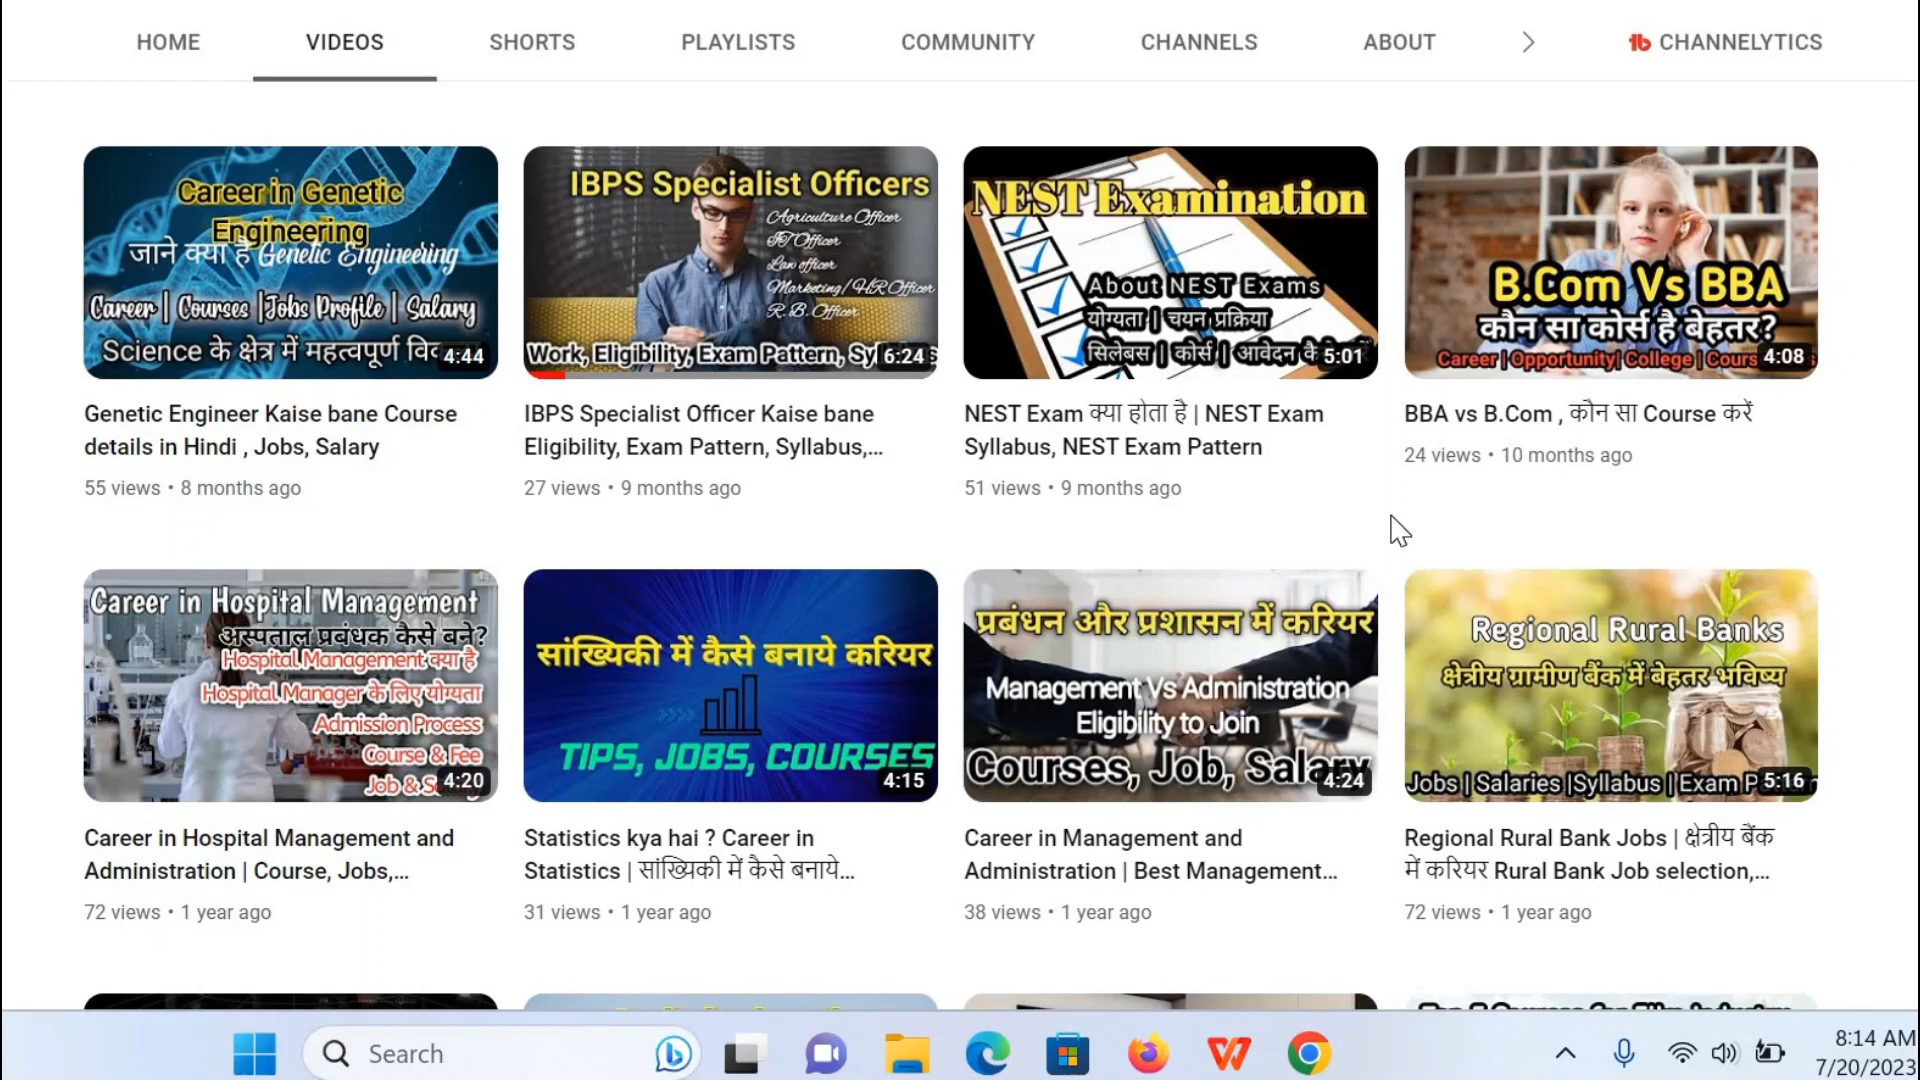 HOME VIDEOS SHORTS PLAYLISTS COMMUNITY CHANNELS ABOUT CHANNELYTICS
Career in Genetic
Engineering
जाने क्या है Genetic Engineering
Career | Courses |Jobs Profile | Salary
Science के क्षेत्र में महत्वपूर्ण
4:44
IBPS Specialist Officers
Agriculture Officer
IT Officer
Law officer
Marketing/HR Officer
R. B. Officer
Work, Eligibility, Exam Pattern,
6:24
NEST Examination
About NEST Exams
योग्यता | चयन प्रक्रिया
सिलेबस | कोर्स | आवेदन
5:01
B.Com Vs BBA
कौन सा कोर्स है बेहतर?
Career |Opportunity| College |
4:08
Genetic Engineer Kaise bane Course
details in Hindi , Jobs, Salary
55 views • 8 months ago
IBPS Specialist Officer Kaise bane
Eligibility, Exam Pattern, Syllabus,...
27 views • 9 months ago
NEST Exam क्या होता है | NEST Exam
Syllabus, NEST Exam Pattern
51 views • 9 months ago
BBA vs B.Com , कौन सा Course करें
24 views • 10 months ago
Career in Hospital Management
अस्पताल प्रबंधक कैसे बने?
Hospital Management क्या है
Hospital Manager के लिए योग्यता
Admission Process
Course & Fee
Job &
4:20
सांख्यिकी में कैसे बनाये करियर
TIPS, JOBS, COURSES
4:15
प्रबंधन और प्रशासन में करियर
Management Vs Administration
Eligibility to Join
Courses, Job, Salary
4:24
Regional Rural Banks
क्षेत्रीय ग्रामीण बैंक में बेहतर भविष्य
Jobs | Salaries |Syllabus | Exam
5:16
Career in Hospital Management and
Administration | Course, Jobs,...
72 views • 1 year ago
Statistics kya hai ? Career in
Statistics | सांख्यिकी में कैसे बनाये...
31 views • 1 year ago
Career in Management and
Administration | Best Management...
38 views • 1 year ago
Regional Rural Bank Jobs | क्षेत्रीय बैंक
में करियर Rural Bank Job selection,...
72 views • 1 year ago
Search
8:14 AM
7/20/2023